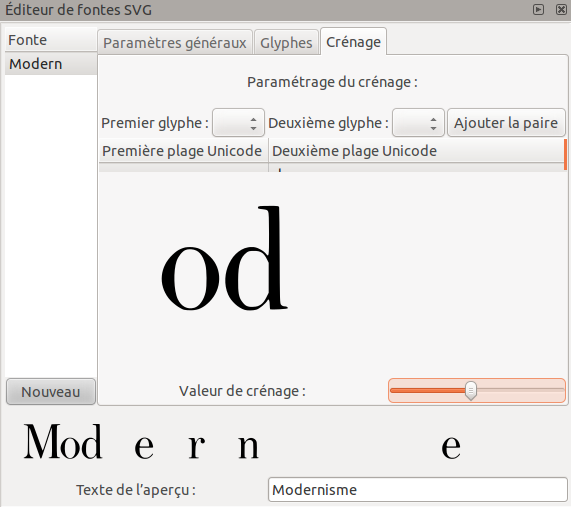 Éditeur de fontes SVG
Fonte
Modern
Paramètres généraux Glyphes Crénage
Paramétrage du crénage :
Premier glyphe : Deuxième glyphe : Ajouter la paire
Première plage Unicode Deuxième plage Unicode
od
Nouveau
Valeur de crénage :
Mod e r n e
Texte de l'aperçu : Modernisme